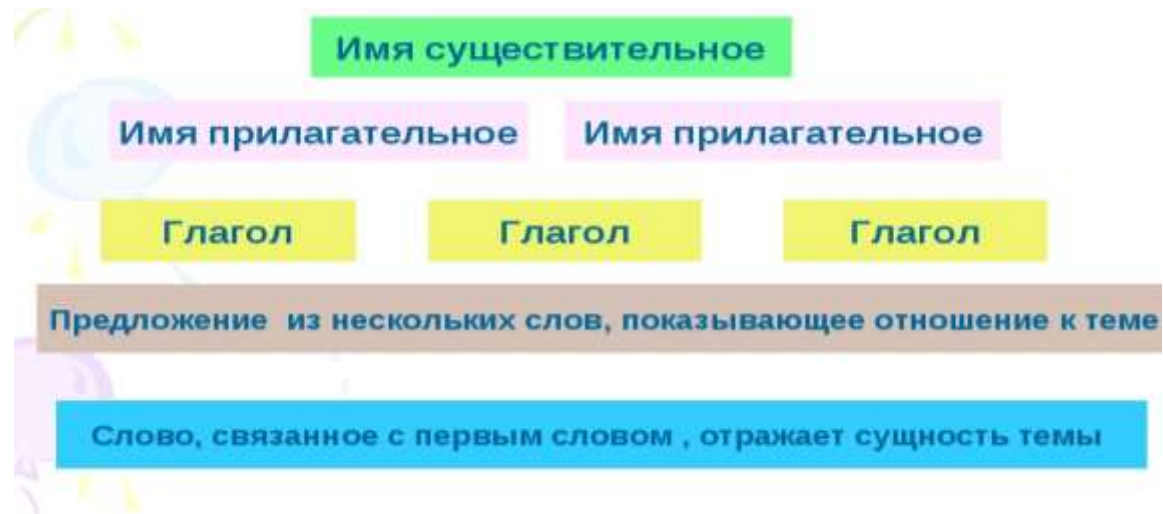 Имя существительное
Имя прилагательное Имя прилагательное
Глагол Глагол Глагол
Предложение из нескольких слов, показывающее отношение к теме
Слово, связанное с первым словом , отражает сущность темы